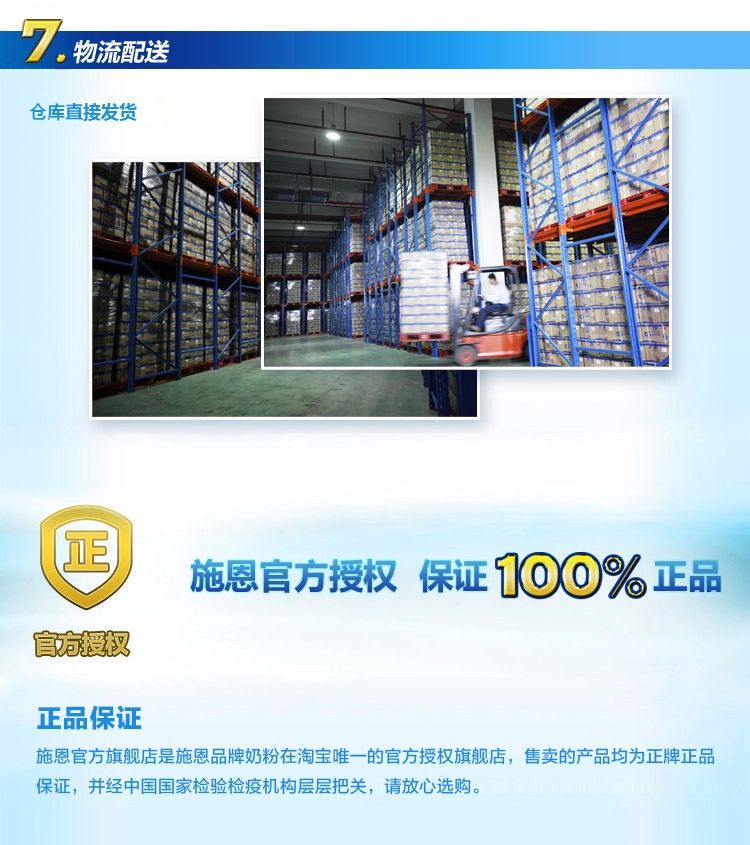 7. 物流配送
仓库直接发货
正
官方授权
施恩官方授权 保证100%正品
正品保证
施恩官方旗舰店是施恩品牌奶粉在淘宝唯一的官方授权旗舰店，售卖的产品均为正牌正品
保证，并经中国国家检验检疫机构层层把关，请放心选购。